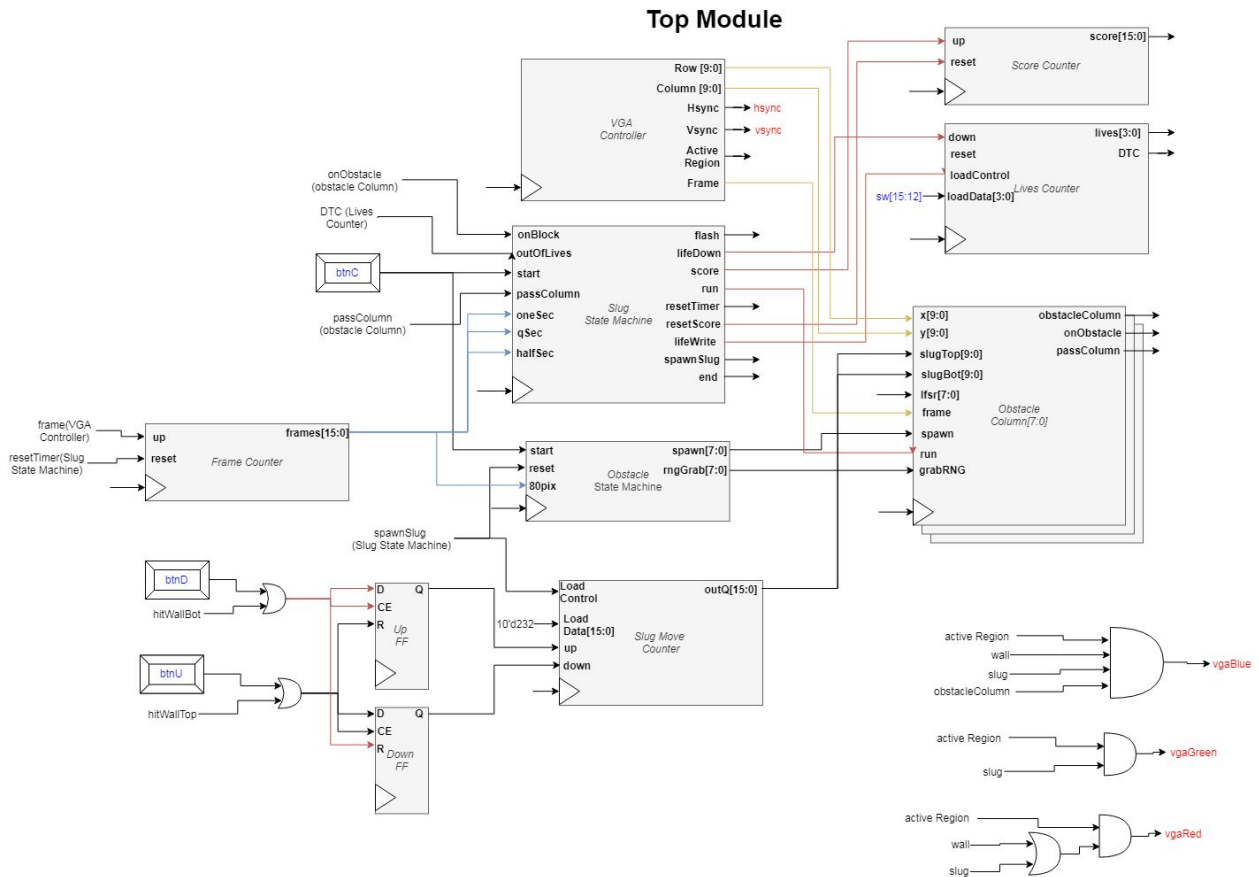 Top Module
Row [9:0]
Column [9:0]
Hsync
hsync
Vsync
vsync
Active
Region
Frame
VGA
Controller
up
score[15:0]
reset
Score Counter
down
lives[3:0]
reset
DTC
loadControl
sw[15:12]
loadData[3:0]
Lives Counter
onObstacle
(obstacle Column)
DTC (Lives
Counter)
btnC
passColumn
(obstacle Column)
onBlock
outOfLives
start
passColumn
oneSec
qSec
halfSec
Slug
State Machine
flash
lifeDown
score
run
resetTimer
resetScore
lifeWrite
spawnSlug
end
x[9:0]
y[9:0]
slugTop[9:0]
slugBot[9:0]
lfsr[7:0]
frame
spawn
run
grabRNG
obstacleColumn
onObstacle
passColumn
Obstacle
Column[7:0]
frame(VGA
Controller)
resetTimer(Slug
State Machine)
up
reset
frames[15:0]
Frame Counter
start
reset
80pix
spawn[7:0]
rngGrab[7:0]
Obstacle
State Machine
spawnSlug
(Slug State Machine)
btnD
hitWallBot
D
CE
R
Q
Up
FF
btnU
hitWallTop
D
CE
R
Q
Down
FF
Load
Control
10'd232
Load
Data[15:0]
up
down
outQ[15:0]
Slug Move
Counter
active Region
wall
slug
obstacleColumn
vgaBlue
active Region
slug
vgaGreen
active Region
wall
slug
vgaRed